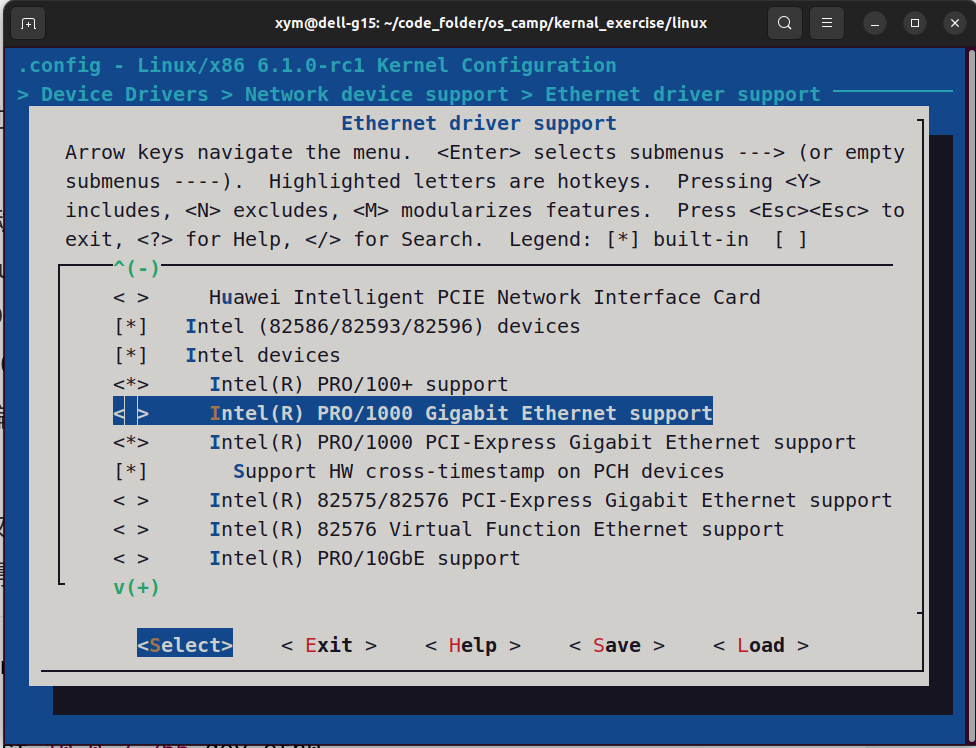 xym@dell-g15: ~/code_folder/os_camp/kernal_exercise/linux
.config - Linux/x86 6.1.0-rc1 Kernel Configuration
> Device Drivers > Network device support > Ethernet driver support
Ethernet driver support
Arrow keys navigate the menu.  <Enter> selects submenus ---> (or empty
submenus ----).  Highlighted letters are hotkeys.  Pressing <Y>
includes, <N> excludes, <M> modularizes features.  Press <Esc><Esc> to
exit, <?> for Help, </> for Search.  Legend: [*] built-in  [ ]
^(-)
< >     Huawei Intelligent PCIE Network Interface Card
[*]   Intel (82586/82593/82596) devices
[*]   Intel devices
<*>     Intel(R) PRO/100+ support
< >     Intel(R) PRO/1000 Gigabit Ethernet support
<*>     Intel(R) PRO/1000 PCI-Express Gigabit Ethernet support
[*]       Support HW cross-timestamp on PCH devices
< >     Intel(R) 82575/82576 PCI-Express Gigabit Ethernet support
< >     Intel(R) 82576 Virtual Function Ethernet support
< >     Intel(R) PRO/10GbE support
v(+)
<Select>    < Exit >    < Help >    < Save >    < Load >